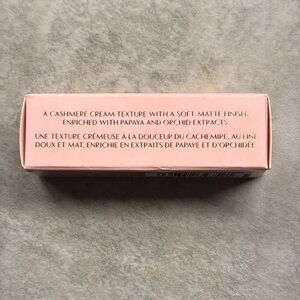 A CASHMERE CREAM TEXTURE WITH A SOFT-MATTE FINISH.
ENRICHED WITH PAPAYA AND ORCHID EXTRACTS.
UNE TEXTURE CRÉMEUSE À LA DOUCEUR DU CACHEMIRE, AU FINI
DOUX ET MAT, ENRICHIE EN EXTRAITS DE PAPAYE ET D'ORCHIDÉE.